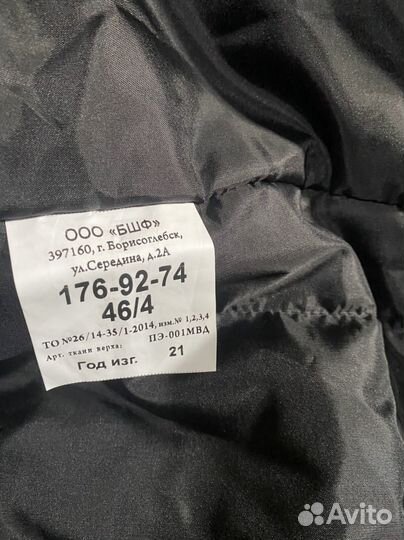 ООО «БШФ»
397160, г. Борисоглебск,
ул.Середина, д.2А
176-92-74
46/4
ТО №26/14-35/1-2014, изм.№ 1,2,3,4
Арт. ткани верха: ПЭ-001МВД
Год изг. 21
Avito